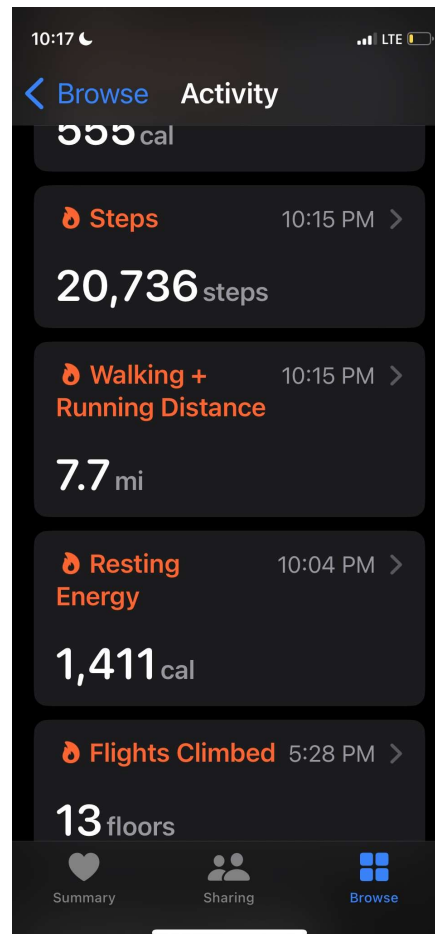 10:17
LTE
Browse Activity
555 cal
Steps 10:15 PM
20,736 steps
Walking + 10:15 PM
Running Distance
7.7 mi
Resting 10:04 PM
Energy
1,411 cal
Flights Climbed 5:28 PM
13 floors
Summary Sharing Browse